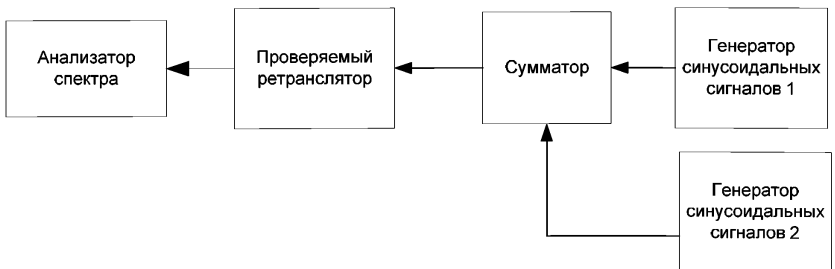 Анализатор
спектра
Проверяемый
ретранслятор
Сумматор
Генератор
синусоидальных
сигналов 1
Генератор
синусоидальных
сигналов 2